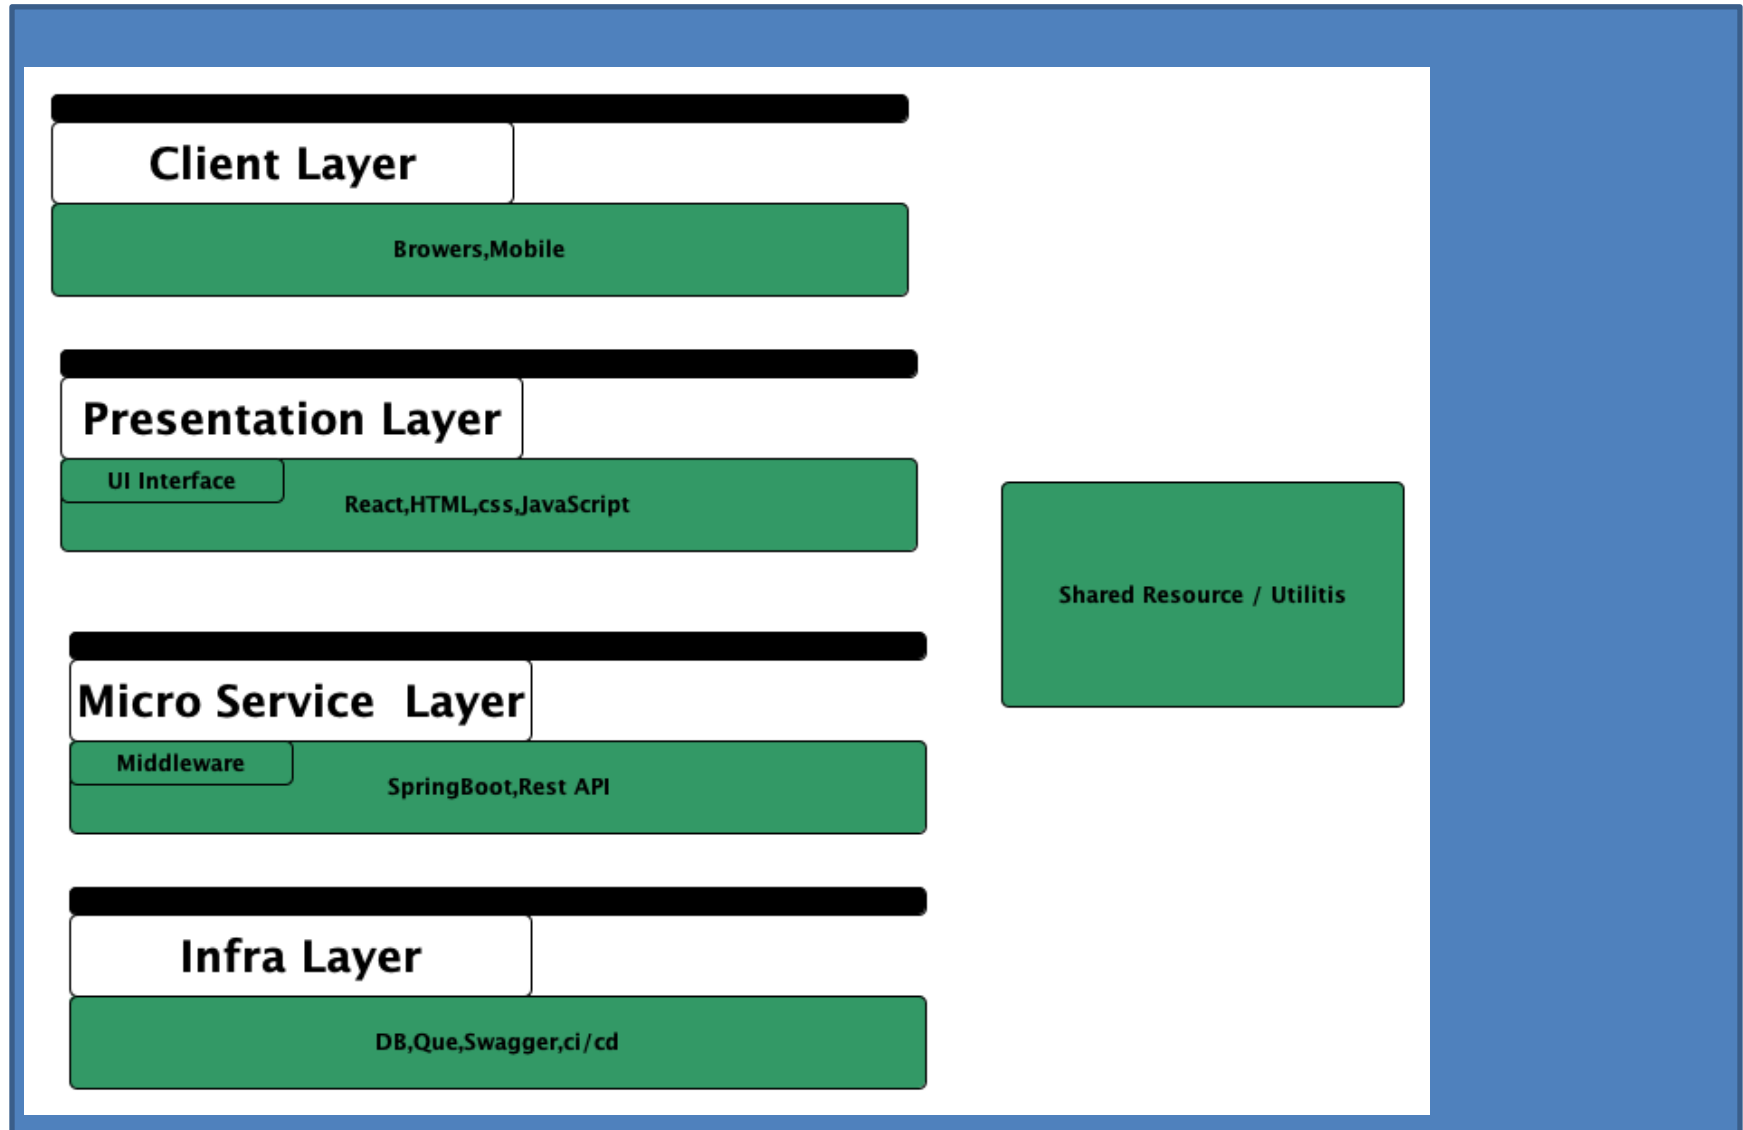 Client Layer
Browers,Mobile
Presentation Layer
UI Interface
React,HTML,css,JavaScript
Shared Resource / Utilitis
Micro Service  Layer
Middleware
SpringBoot,Rest API
Infra Layer
DB,Que,Swagger,ci/cd